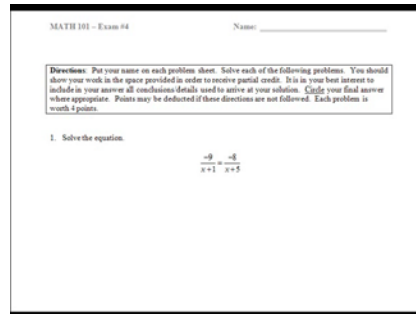 MATH 101 – Exam #4 Name:
Directions: Put your name on each problem sheet. Solve each of the following problems. You should
show your work in the space provided in order to receive partial credit. It is in your best interest to
include in your answer all conclusions/details used to arrive at your solution. Circle your final answer
where appropriate. Points may be deducted if these directions are not followed. Each problem is
worth 4 points.
1. Solve the equation.
−9/x+1 = −8/x+5